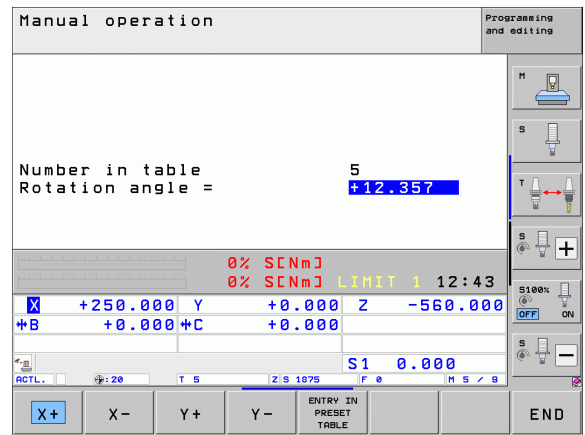 Manual operation
Programming
and editing
M
S
T
Number in table 5
Rotation angle = +12.357
S
0% S[Nm]
0% S[Nm] LIMIT 1 12:43
S100%
OFF ON
X +250.000 Y +0.000 Z -560.000
B +0.000 C +0.000
S
S1 0.000
ACTL. : 20 T 5 Z S 1875 F 0 M 5 / 9
X+ X- Y+ Y- ENTRY IN
PRESET
TABLE
END